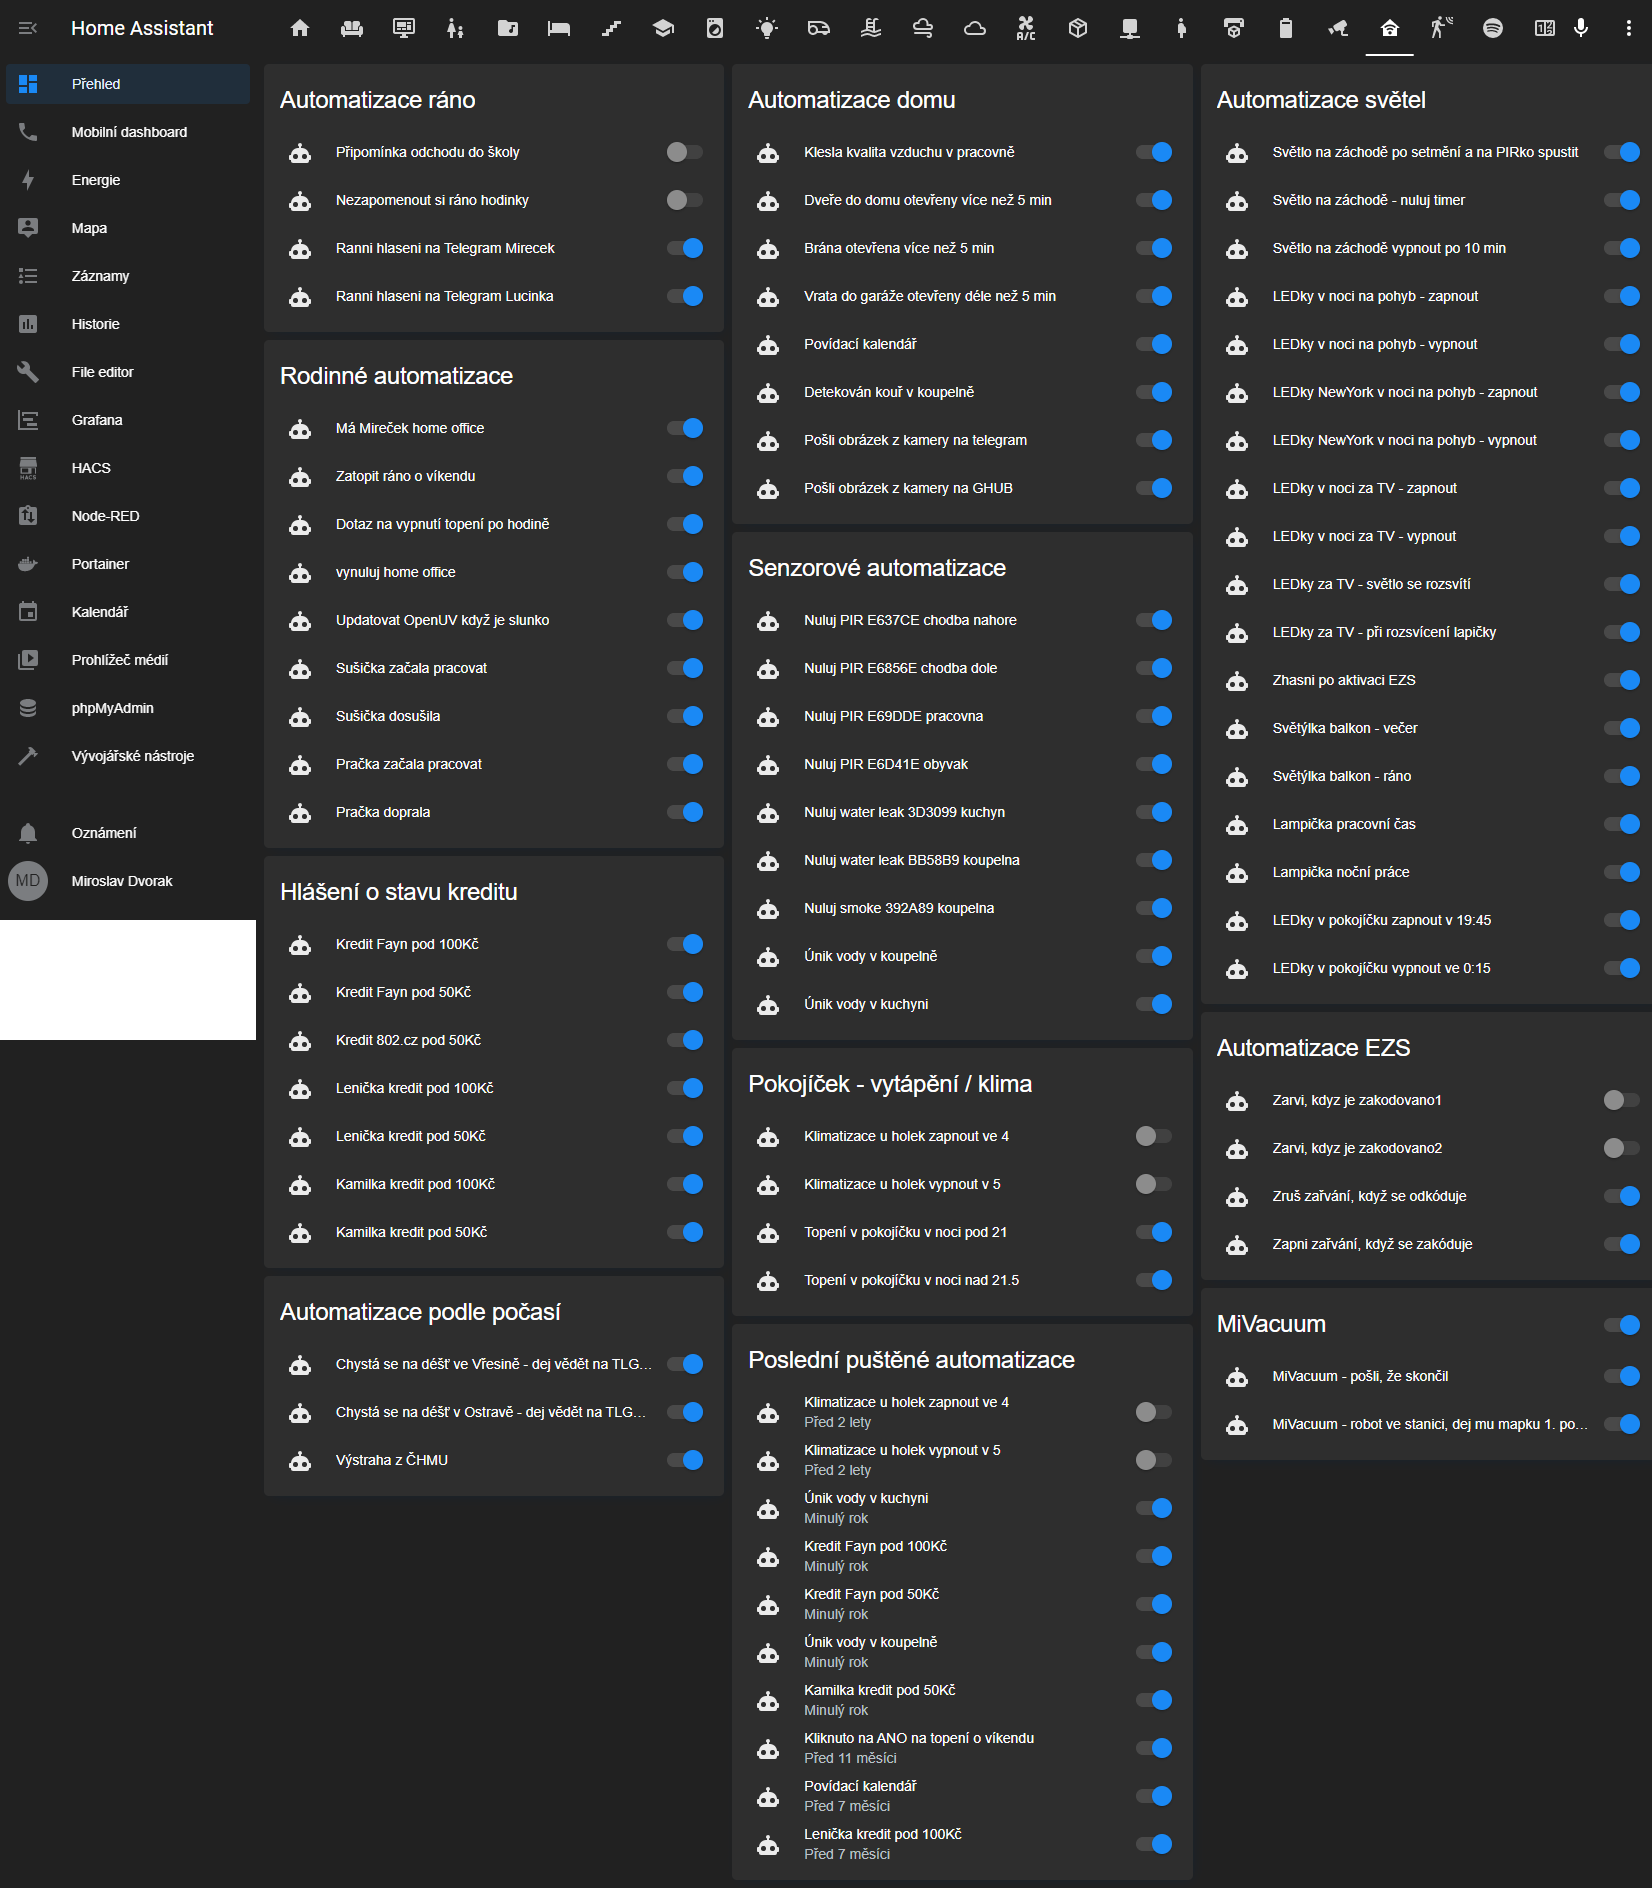 Home Assistant
A/C
Přehled
Mobilní dashboard
Energie
Mapa
Záznamy
Historie
File editor
Grafana
HACS
HACS
Node-RED
Portainer
Kalendář
Prohlížeč médií
phpMyAdmin
Vývojářské nástroje
Oznámení
MD
Miroslav Dvorak
Automatizace ráno
Připomínka odchodu do školy
Nezapomenout si ráno hodinky
Ranni hlaseni na Telegram Mirecek
Ranni hlaseni na Telegram Lucinka
Rodinné automatizace
Má Mireček home office
Zatopit ráno o víkendu
Dotaz na vypnutí topení po hodině
vynuluj home office
Updatovat OpenUV když je slunko
Sušička začala pracovat
Sušička dosušila
Pračka začala pracovat
Pračka doprala
Hlášení o stavu kreditu
Kredit Fayn pod 100Kč
Kredit Fayn pod 50Kč
Kredit 802.cz pod 50Kč
Lenička kredit pod 100Kč
Lenička kredit pod 50Kč
Kamilka kredit pod 100Kč
Kamilka kredit pod 50Kč
Automatizace podle počasí
Chystá se na déšť ve Vřesině - dej vědět na TLG...
Chystá se na déšť v Ostravě - dej vědět na TLG...
Výstraha z ČHMU
Automatizace domu
Klesla kvalita vzduchu v pracovně
Dveře do domu otevřeny více než 5 min
Brána otevřena více než 5 min
Vrata do garáže otevřeny déle než 5 min
Povídací kalendář
Detekován kouř v koupelně
Pošli obrázek z kamery na telegram
Pošli obrázek z kamery na GHUB
Senzorové automatizace
Nuluj PIR E637CE chodba nahore
Nuluj PIR E6856E chodba dole
Nuluj PIR E69DDE pracovna
Nuluj PIR E6D41E obyvak
Nuluj water leak 3D3099 kuchyn
Nuluj water leak BB58B9 koupelna
Nuluj smoke 392A89 koupelna
Únik vody v koupelně
Únik vody v kuchyni
Pokojíček - vytápění / klima
Klimatizace u holek zapnout ve 4
Klimatizace u holek vypnout v 5
Topení v pokojíčku v noci pod 21
Topení v pokojíčku v noci nad 21.5
Poslední puštěné automatizace
Klimatizace u holek zapnout ve 4
Před 2 lety
Klimatizace u holek vypnout v 5
Před 2 lety
Únik vody v kuchyni
Minulý rok
Kredit Fayn pod 100Kč
Minulý rok
Kredit Fayn pod 50Kč
Minulý rok
Únik vody v koupelně
Minulý rok
Kamilka kredit pod 50Kč
Minulý rok
Kliknuto na ANO na topení o víkendu
Před 11 měsíci
Povídací kalendář
Před 7 měsíci
Lenička kredit pod 100Kč
Před 7 měsíci
Automatizace světel
Světlo na záchodě po setmění a na PIRko spustit
Světlo na záchodě - nuluj timer
Světlo na záchodě vypnout po 10 min
LEDky v noci na pohyb - zapnout
LEDky v noci na pohyb - vypnout
LEDky NewYork v noci na pohyb - zapnout
LEDky NewYork v noci na pohyb - vypnout
LEDky v noci za TV - zapnout
LEDky v noci za TV - vypnout
LEDky za TV - světlo se rozsvítí
LEDky za TV - při rozsvícení lapičky
Zhasni po aktivaci EZS
Světýlka balkon - večer
Světýlka balkon - ráno
Lampička pracovní čas
Lampička noční práce
LEDky v pokojíčku zapnout v 19:45
LEDky v pokojíčku vypnout ve 0:15
Automatizace EZS
Zarvi, kdyz je zakodovano1
Zarvi, kdyz je zakodovano2
Zruš zařvání, když se odkóduje
Zapni zařvání, když se zakóduje
MiVacuum
MiVacuum - pošli, že skončil
MiVacuum - robot ve stanici, dej mu mapku 1. po...